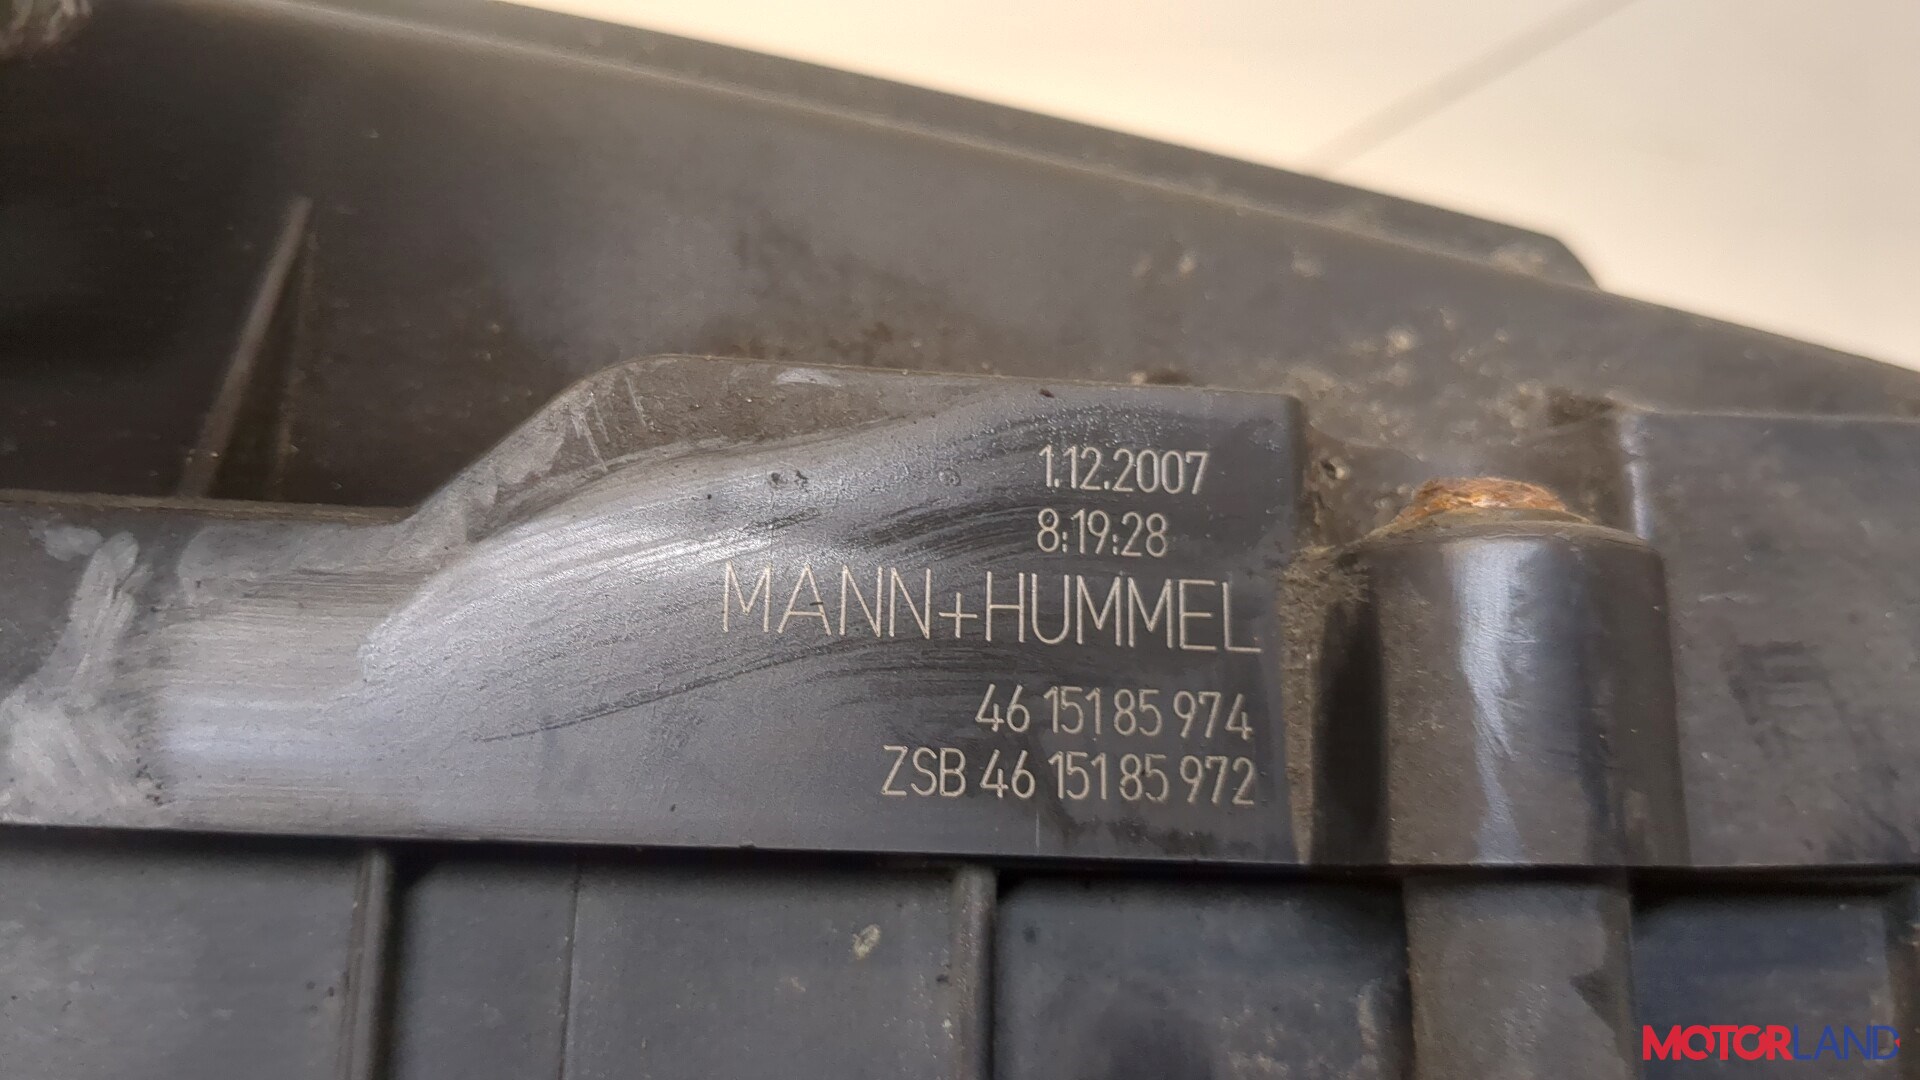 1.12.2007
8:19:28
MANN+HUMMEL
46 151 85 974
ZSB 46 151 85 972
MOTORLAND